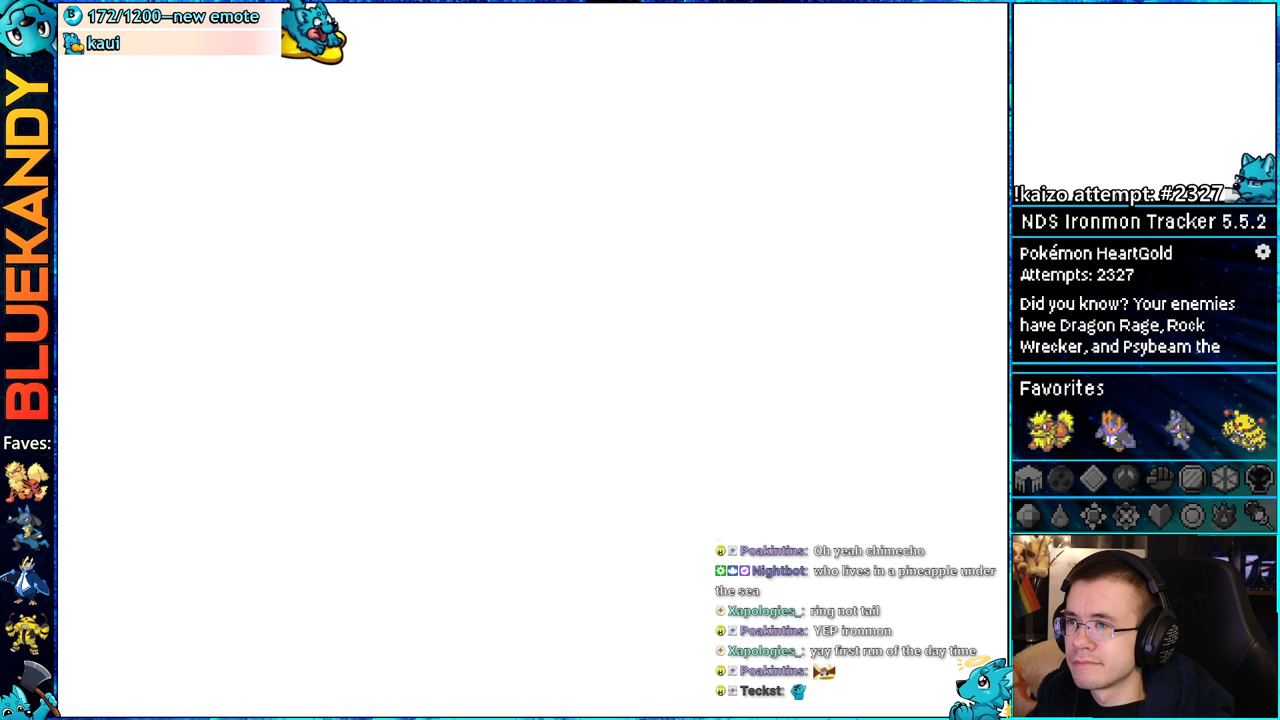 172/1200—new emote
kaui
BLUEKANDY
Faves:
!kaizo attempt: #2327
NDS Ironmon Tracker 5.5.2
Pokémon HeartGold
Attempts: 2327
Did you know? Your enemies
have Dragon Rage, Rock
Wrecker, and Psybeam the
Favorites
Poakintins: Oh yeah chimecho
Nightbot: who lives in a pineapple under
the sea
Xapologies_: ring not tail
Poakintins: YEP ironmon
Xapologies_: yay first run of the day time
Poakintins:
Teckst: